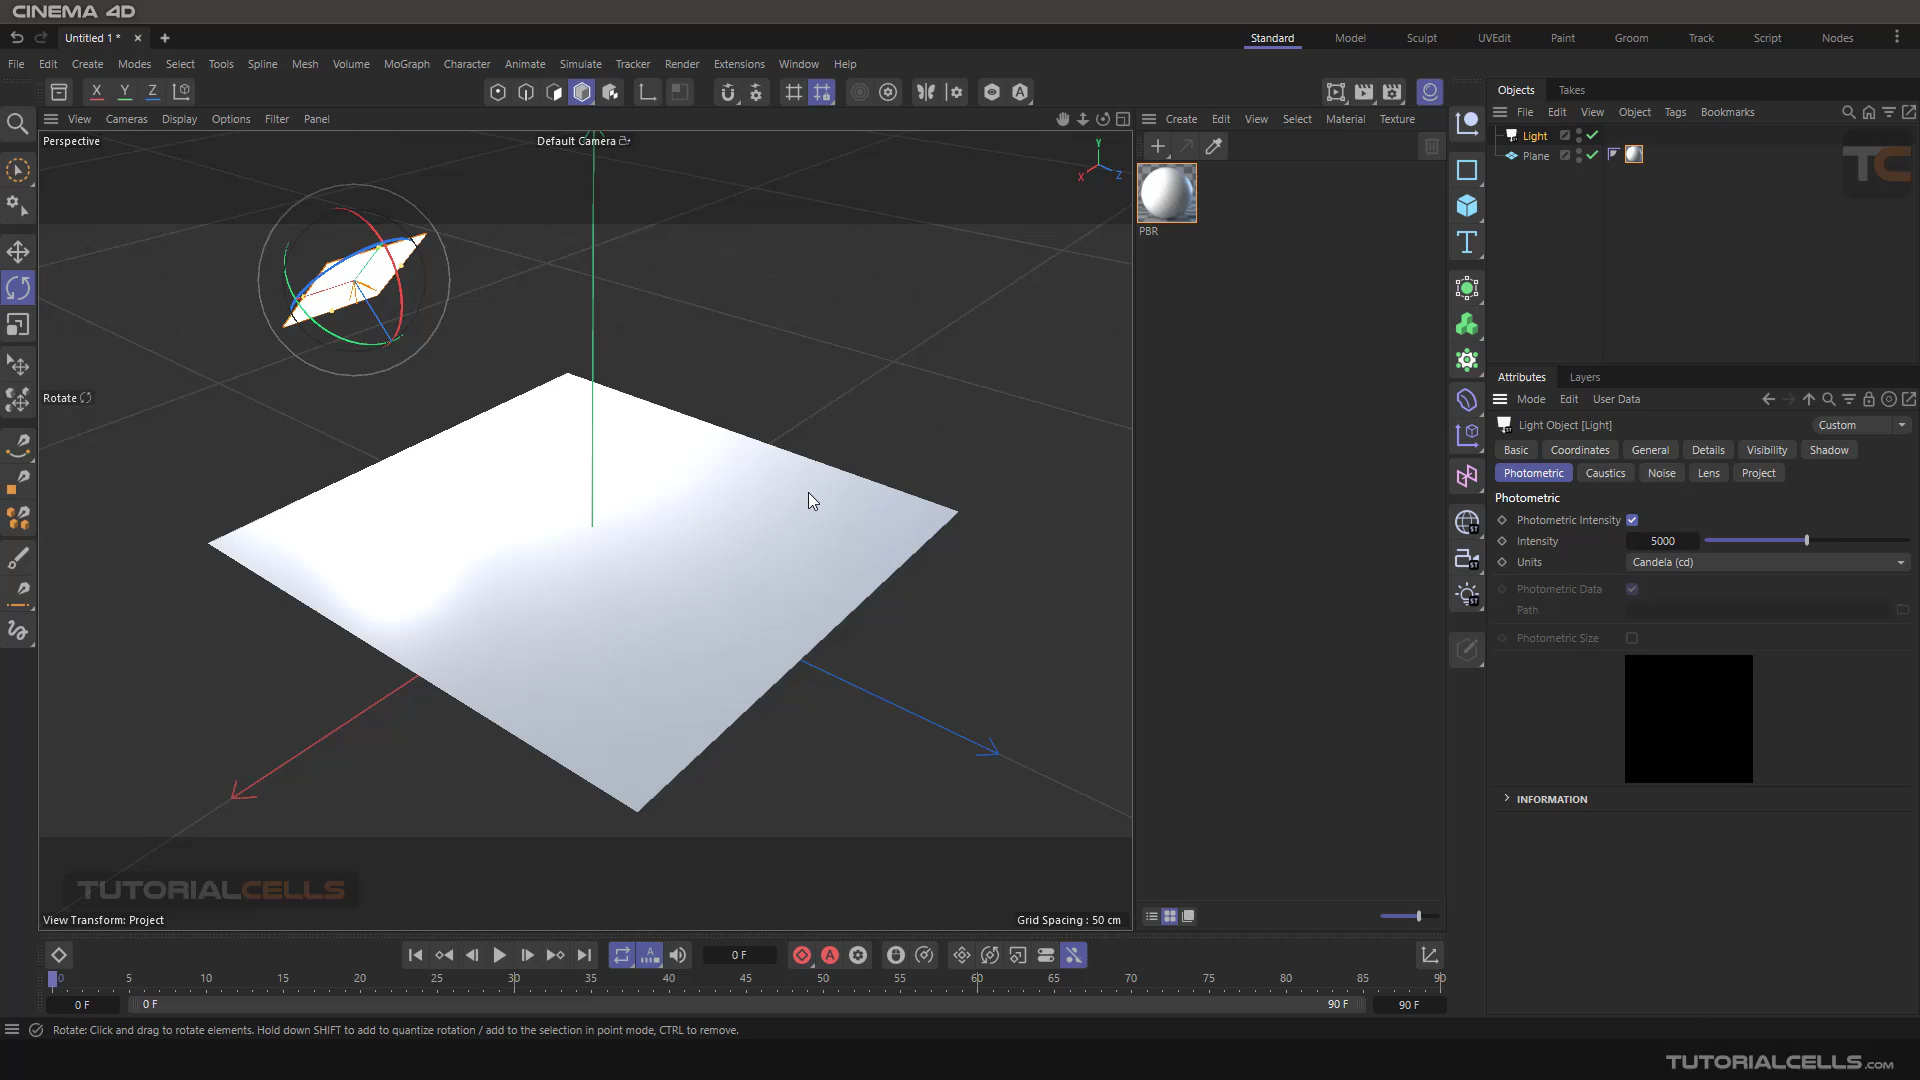 CINEMA 4D
Untitled 1 *
Standard Model Sculpt UVEdit Paint Groom Track Script Nodes
File Edit Create Modes Select Tools Spline Mesh Volume MoGraph Character Animate Simulate Tracker Render Extensions Window Help
X Y Z
Objects Takes
View Cameras Display Options Filter Panel
Create Edit View Select Material Texture
File Edit View Object Tags Bookmarks
Perspective
Default Camera
Y
X
Z
Light
Plane
TC
PBR
Attributes Layers
Rotate
Mode Edit User Data
Light Object [Light]
Custom
Basic Coordinates General Details Visibility Shadow
Photometric Caustics Noise Lens Project
Photometric
Photometric Intensity
Intensity 5000
Units Candela (cd)
Photometric Data
Path
Photometric Size
INFORMATION
TUTORIALCELLS
View Transform: Project
Grid Spacing : 50 cm
0 F
0 5 10 15 20 25 30 35 40 45 50 55 60 65 70 75 80 85 90
0 F 0 F 90 F 90 F
Rotate: Click and drag to rotate elements. Hold down SHIFT to add to quantize rotation / add to the selection in point mode, CTRL to remove.
TUTORIALCELLS.com